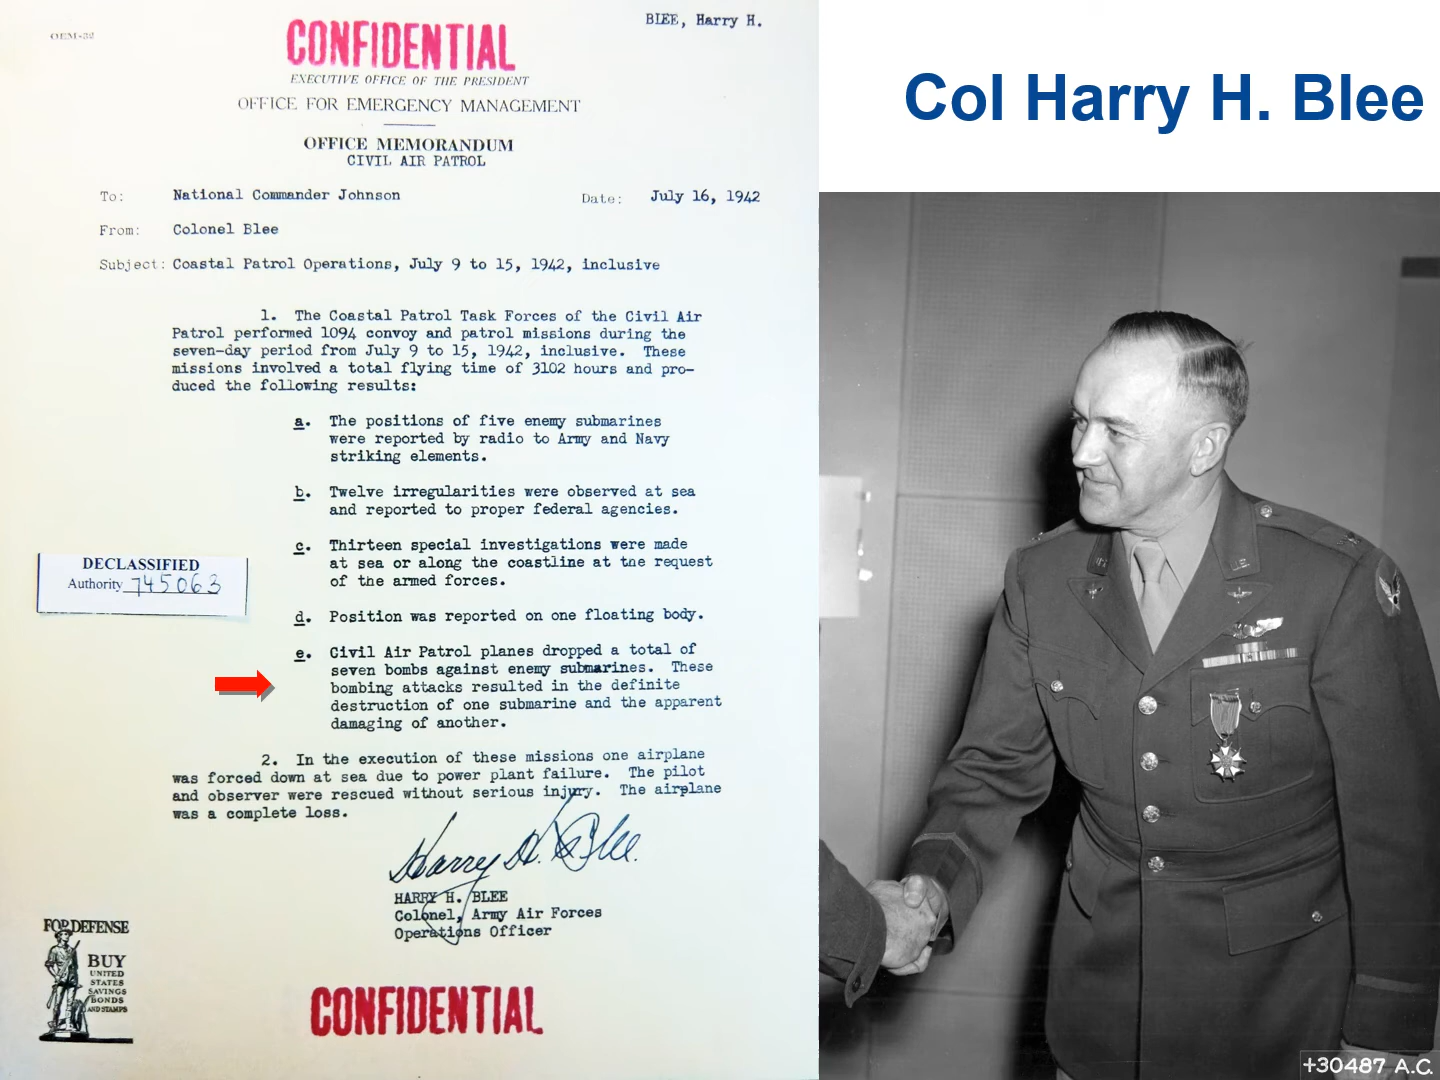 OEM-32
BLEE, Harry H.
CONFIDENTIAL
EXECUTIVE OFFICE OF THE PRESIDENT
OFFICE FOR EMERGENCY MANAGEMENT
OFFICE MEMORANDUM
CIVIL AIR PATROL
To: National Commander Johnson Date: July 16, 1942
From: Colonel Blee
Subject: Coastal Patrol Operations, July 9 to 15, 1942, inclusive
1. The Coastal Patrol Task Forces of the Civil Air
Patrol performed 1094 convoy and patrol missions during the
seven-day period from July 9 to 15, 1942, inclusive. These
missions involved a total flying time of 3102 hours and pro-
duced the following results:
a. The positions of five enemy submarines
were reported by radio to Army and Navy
striking elements.
b. Twelve irregularities were observed at sea
and reported to proper federal agencies.
c. Thirteen special investigations were made
at sea or along the coastline at the request
of the armed forces.
d. Position was reported on one floating body.
e. Civil Air Patrol planes dropped a total of
seven bombs against enemy submarines. These
bombing attacks resulted in the definite
destruction of one submarine and the apparent
damaging of another.
2. In the execution of these missions one airplane
was forced down at sea due to power plant failure. The pilot
and observer were rescued without serious injury. The airplane
was a complete loss.
Harry H. Blee.
HARRY H. BLEE
Colonel, Army Air Forces
Operations Officer
DECLASSIFIED
Authority 745063
FOR DEFENSE
BUY
UNITED
STATES
SAVINGS
BONDS
AND STAMPS
CONFIDENTIAL
Col Harry H. Blee
+30487 A.C.